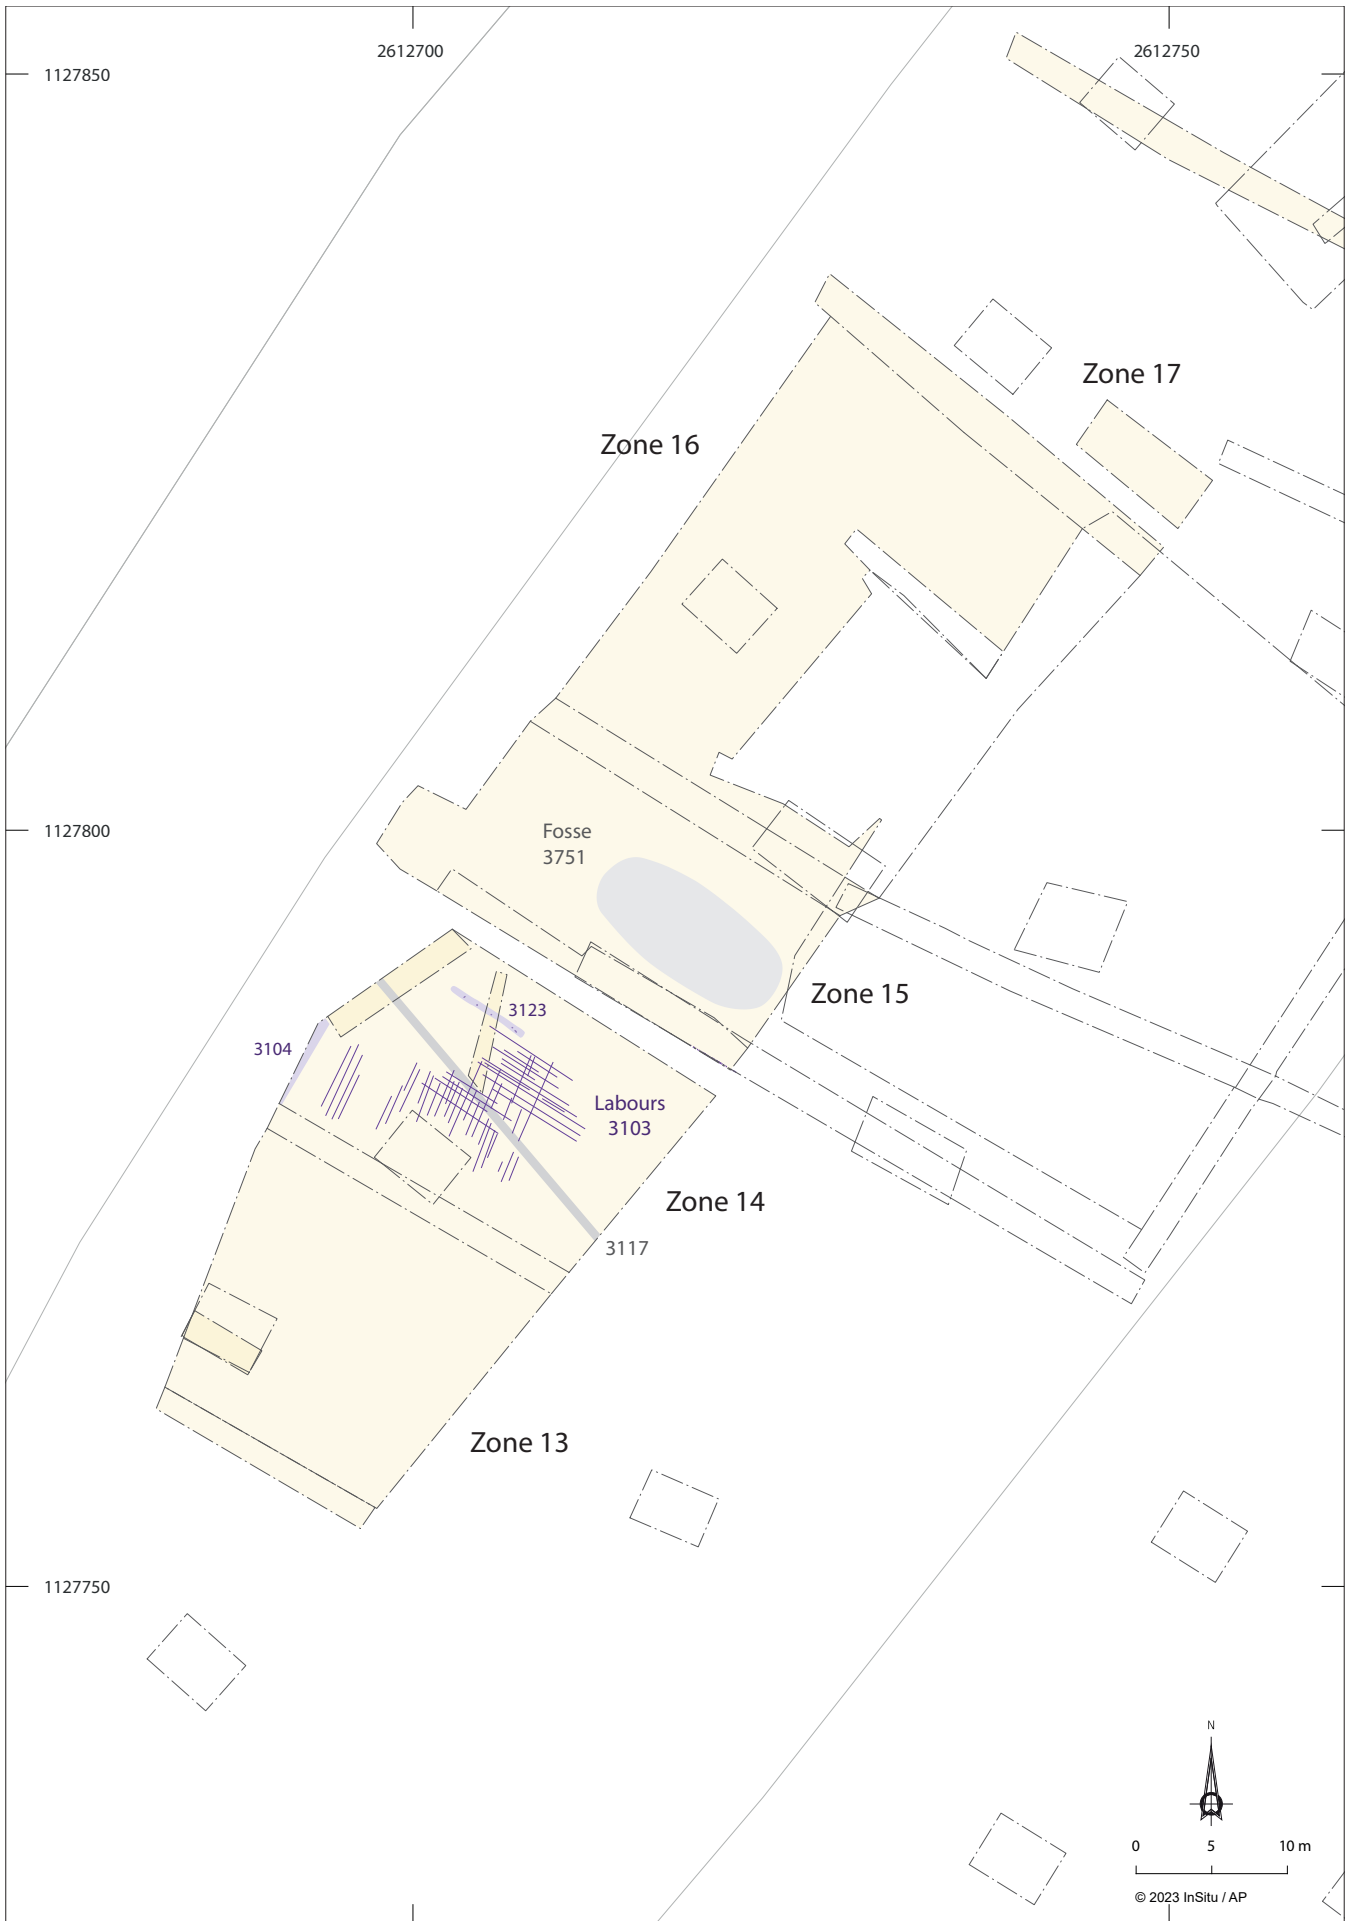 2612700
2612750
1127850
Zone 17
Zone 16
1127800
Fosse
3751
Zone 15
3123
3104
Labours
3103
Zone 14
3117
Zone 13
1127750
N
0 5 10 m
© 2023 InSitu / AP